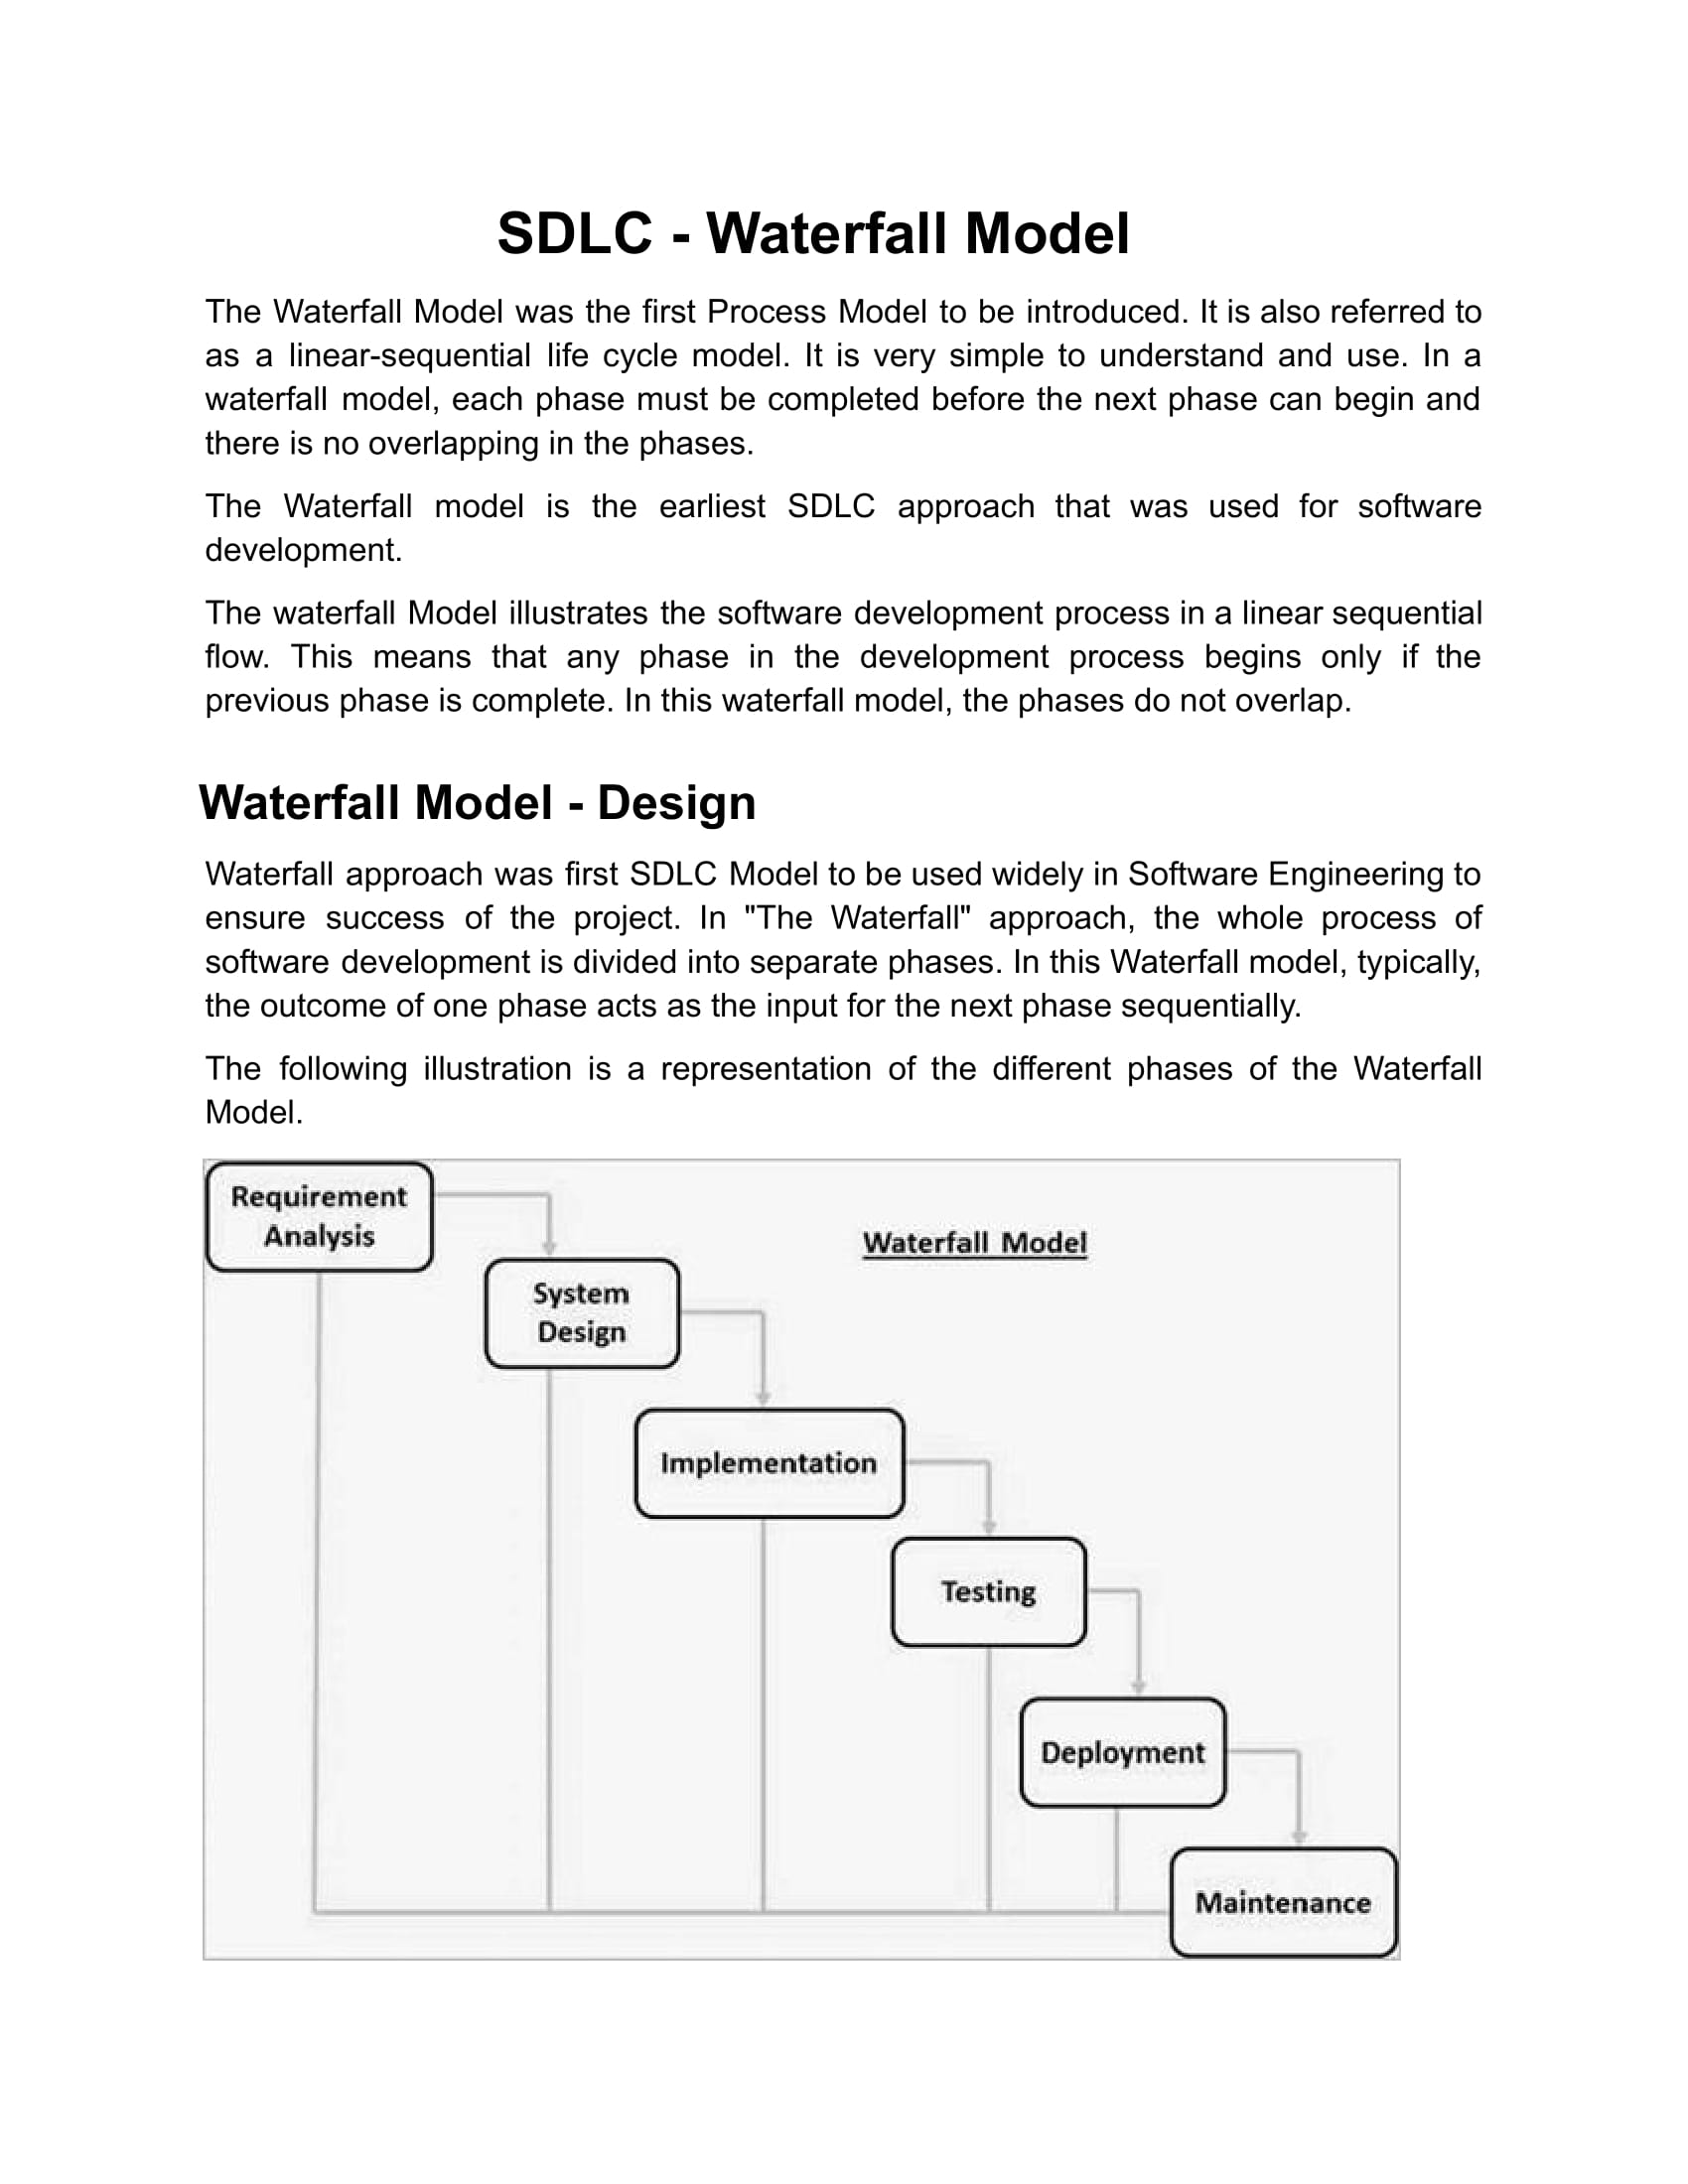 SDLC - Waterfall Model
The Waterfall Model was the first Process Model to be introduced. It is also referred to
as a linear-sequential life cycle model. It is very simple to understand and use. In a
waterfall model, each phase must be completed before the next phase can begin and
there is no overlapping in the phases.
The Waterfall model is the earliest SDLC approach that was used for software
development.
The waterfall Model illustrates the software development process in a linear sequential
flow. This means that any phase in the development process begins only if the
previous phase is complete. In this waterfall model, the phases do not overlap.
Waterfall Model - Design
Waterfall approach was first SDLC Model to be used widely in Software Engineering to
ensure success of the project. In "The Waterfall" approach, the whole process of
software development is divided into separate phases. In this Waterfall model, typically,
the outcome of one phase acts as the input for the next phase sequentially.
The following illustration is a representation of the different phases of the Waterfall
Model.
Requirement
Analysis
Waterfall Model
System
Design
Implementation
Testing
Deployment
Maintenance